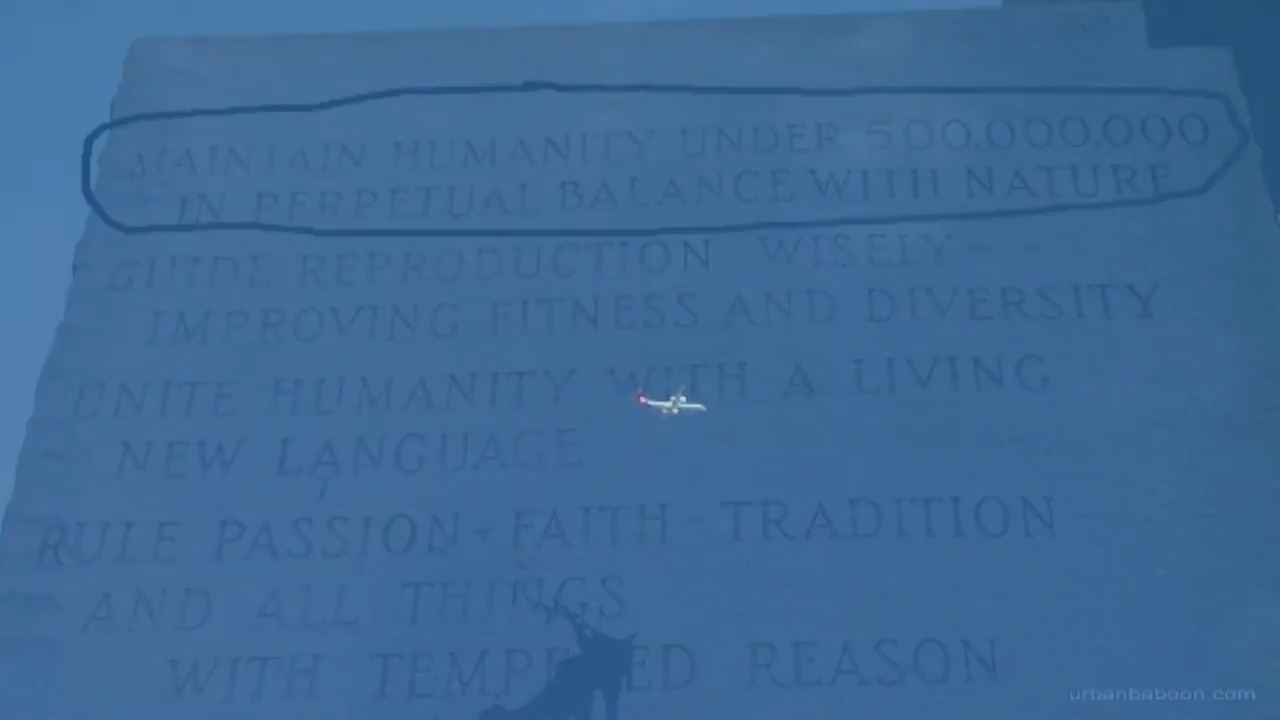 MAINTAIN HUMANITY UNDER 500,000,000
IN PERPETUAL BALANCE WITH NATURE
GUIDE REPRODUCTION WISELY —
IMPROVING FITNESS AND DIVERSITY
UNITE HUMANITY WITH A LIVING
NEW LANGUAGE
RULE PASSION - FAITH - TRADITION
AND ALL THINGS
WITH TEMPERED REASON
urbanbaboon.com